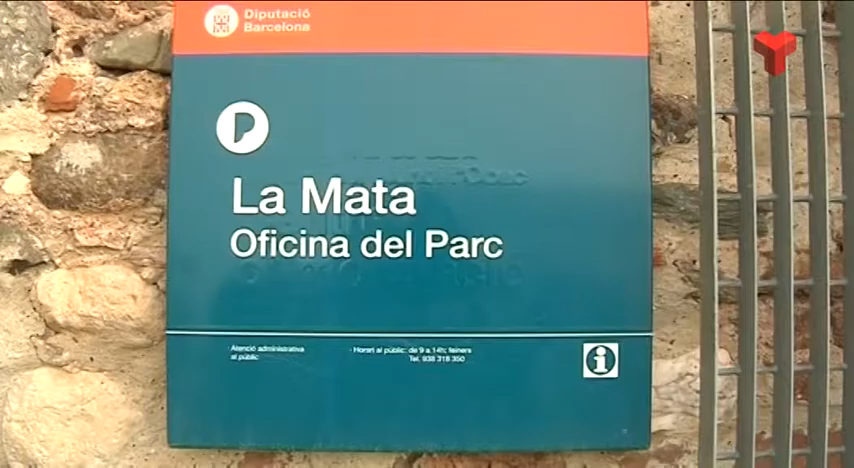 Diputació
Barcelona
La Mata
Oficina del Parc
· Atenció administrativa
al públic
· Horari al públic: de 9 a 14h; feiners
Tel. 938 318 350